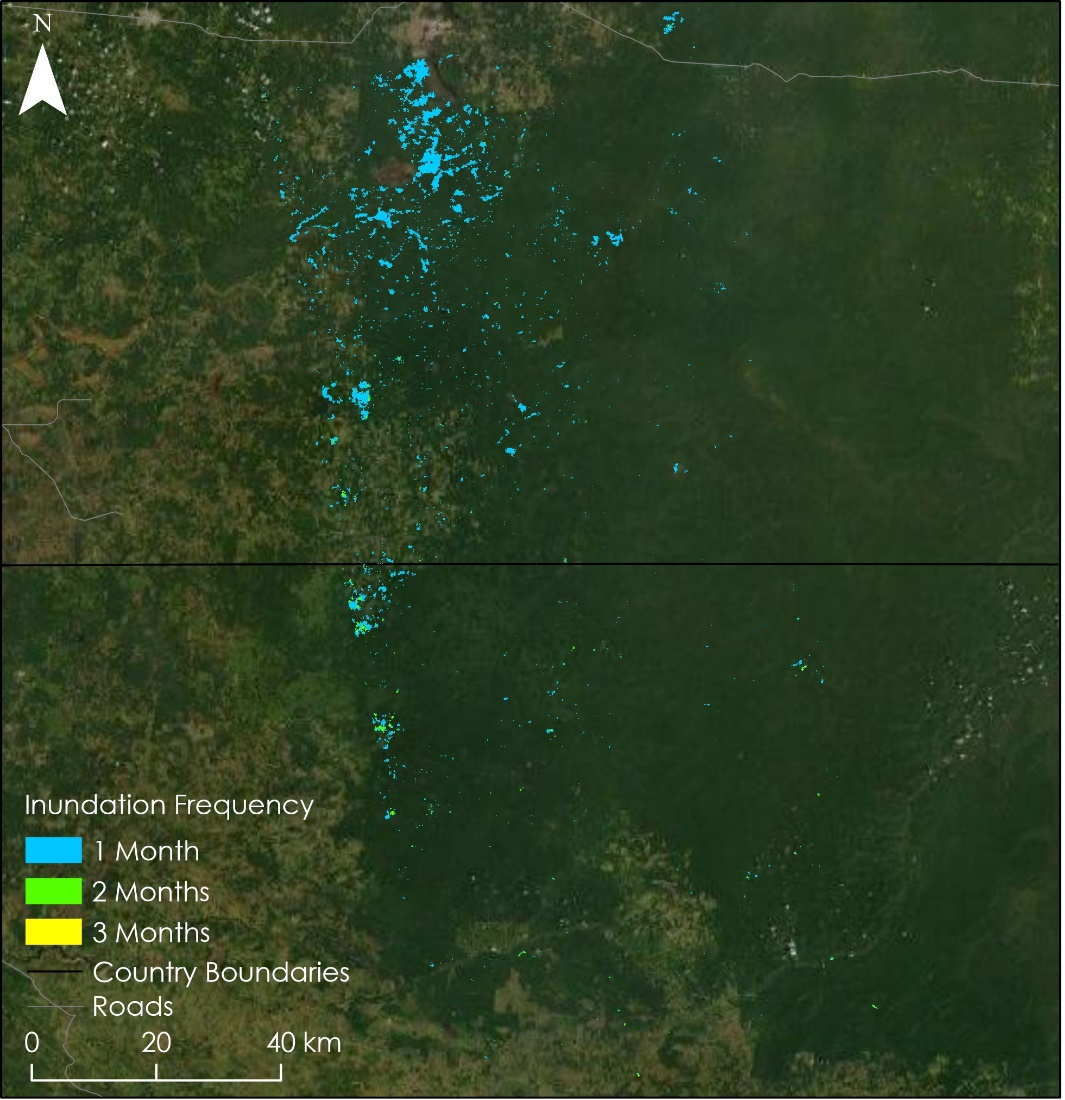 N
Inundation Frequency
1 Month
2 Months
3 Months
Country Boundaries
Roads
0 20 40 km